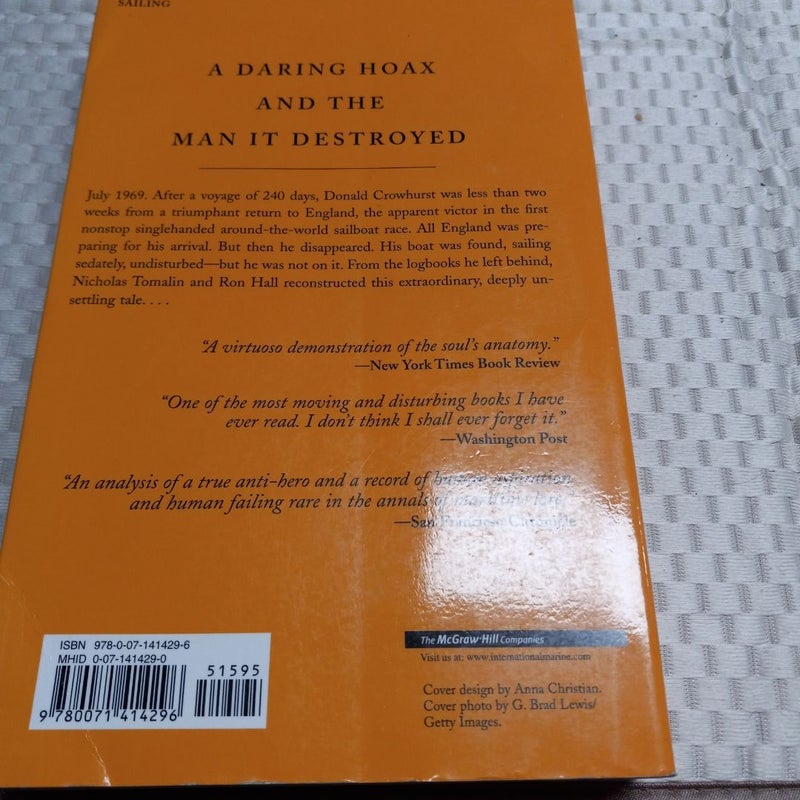 SAILING
A DARING HOAX
AND THE
MAN IT DESTROYED
July 1969. After a voyage of 240 days, Donald Crowhurst was less than two
weeks from a triumphant return to England, the apparent victor in the first
nonstop singlehanded around-the-world sailboat race. All England was pre-
paring for his arrival. But then he disappeared. His boat was found, sailing
sedately, undisturbed—but he was not on it. From the logbooks he left behind,
Nicholas Tomalin and Ron Hall reconstructed this extraordinary, deeply un-
settling tale. . . .
"A virtuoso demonstration of the soul's anatomy."
—New York Times Book Review
"One of the most moving and disturbing books I have
ever read. I don't think I shall ever forget it."
—Washington Post
"An analysis of a true anti-hero and a record of human
and human failing rare in the annals of
—San Francisco Chronicle
ISBN 978-0-07-141429-6
MHID 0-07-141429-0
51595
9 780071 414296
The McGraw·Hill Companies
Visit us at: www.internationalmarine.com
Cover design by Anna Christian.
Cover photo by G. Brad Lewis/
Getty Images.